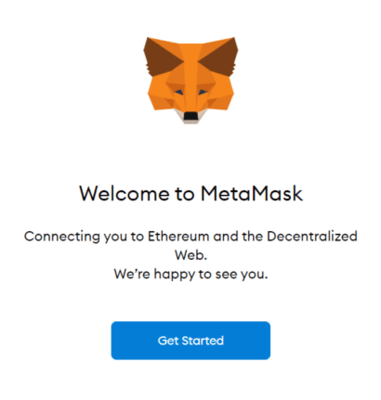 Welcome to MetaMask
Connecting you to Ethereum and the Decentralized
Web.
We're happy to see you.
Get Started